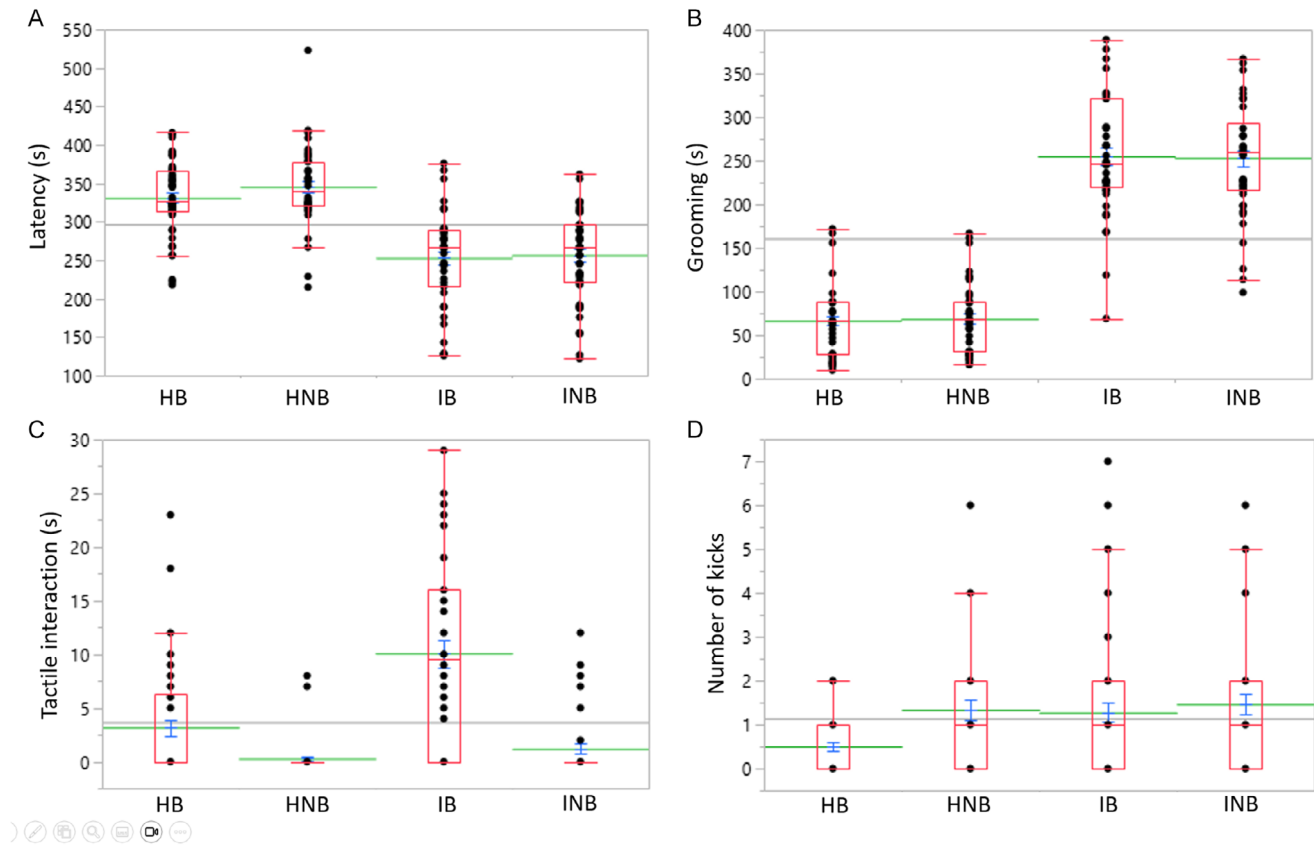 A
Latency (s)
550
500
450
400
350
300
250
200
150
100
HB HNB IB INB
B
Grooming (s)
400
350
300
250
200
150
100
50
0
HB HNB IB INB
C
Tactile interaction (s)
30
25
20
15
10
5
0
HB HNB IB INB
D
Number of kicks
7
6
5
4
3
2
1
0
HB HNB IB INB